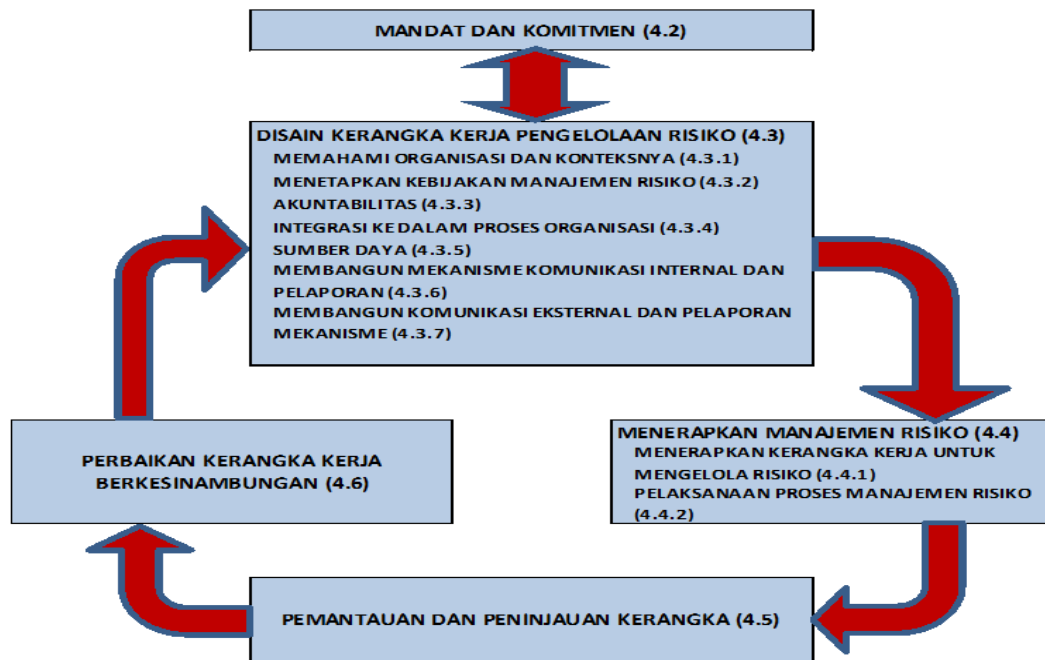 MANDAT DAN KOMITMEN (4.2)
DISAIN KERANGKA KERJA PENGELOLAAN RISIKO (4.3)
MEMAHAMI ORGANISASI DAN KONTEKSNYA (4.3.1)
MENETAPKAN KEBIJAKAN MANAJEMEN RISIKO (4.3.2)
AKUNTABILITAS (4.3.3)
INTEGRASI KE DALAM PROSES ORGANISASI (4.3.4)
SUMBER DAYA (4.3.5)
MEMBANGUN MEKANISME KOMUNIKASI INTERNAL DAN
PELAPORAN (4.3.6)
MEMBANGUN KOMUNIKASI EKSTERNAL DAN PELAPORAN
MEKANISME (4.3.7)
MENERAPKAN MANAJEMEN RISIKO (4.4)
MENERAPKAN KERANGKA KERJA UNTUK
MENGELOLA RISIKO (4.4.1)
PELAKSANAAN PROSES MANAJEMEN RISIKO
(4.4.2)
PEMANTAUAN DAN PENINJAUAN KERANGKA (4.5)
PERBAIKAN KERANGKA KERJA
BERKESINAMBUNGAN (4.6)